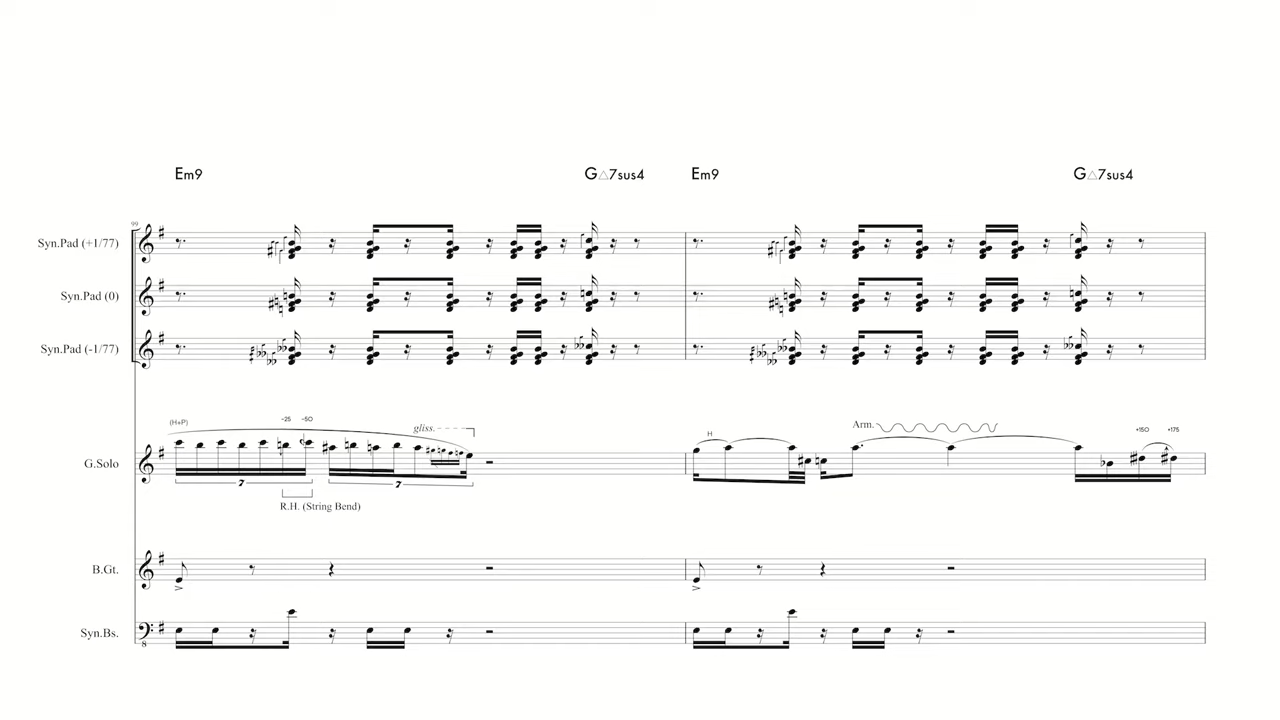 Em9 G△7sus4 Em9 G△7sus4
99
Syn.Pad (+1/77)
Syn.Pad (0)
Syn.Pad (-1/77)
(H+P) -25 -50 gliss. H Arm. +150 +175
G.Solo
7 7
R.H. (String Bend)
B.Gt.
Syn.Bs.
8